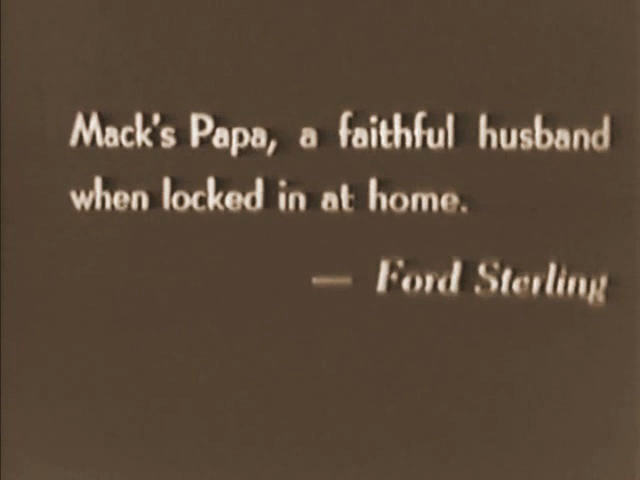 Mack's Papa, a faithful husband
when locked in at home.
— Ford Sterling